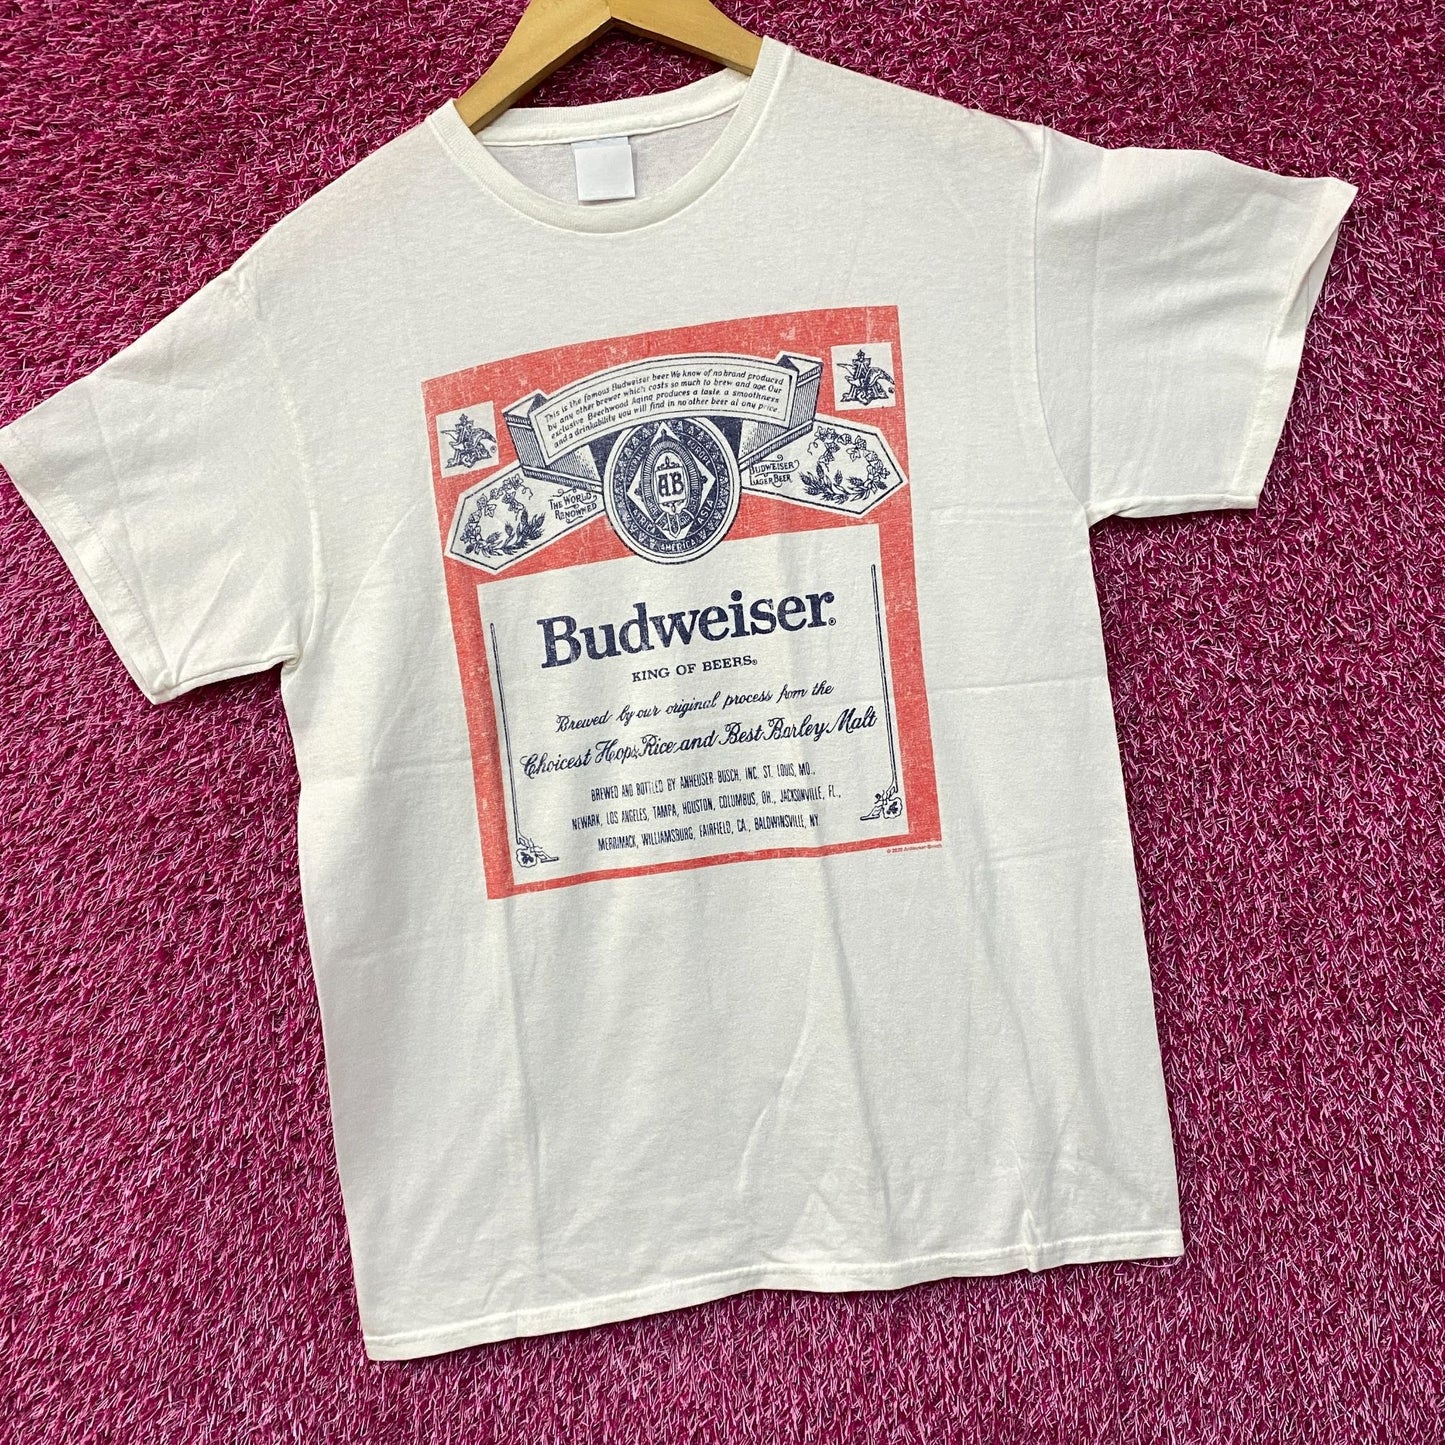 This is the famous Budweiser beer. We know of no brand produced
by any other brewer which costs so much to brew and age. Our
exclusive Beechwood Aging produces a taste, a smoothness
and a drinkability you will find in no other beer at any price.
THE WORLD
RENOWNED
BUDWEISER
LAGER BEER
AB
AMERICA
Budweiser®
KING OF BEERS®
Brewed by our original process from the
Choicest Hops, Rice and Best Barley Malt
BREWED AND BOTTLED BY ANHEUSER-BUSCH, INC. ST. LOUIS, MO.,
NEWARK, LOS ANGELES, TAMPA, HOUSTON, COLUMBUS, OH., JACKSONVILLE, FL.,
MERRIMACK, WILLIAMSBURG, FAIRFIELD, CA., BALDWINSVILLE, NY.
© 2020 Anheuser-Busch